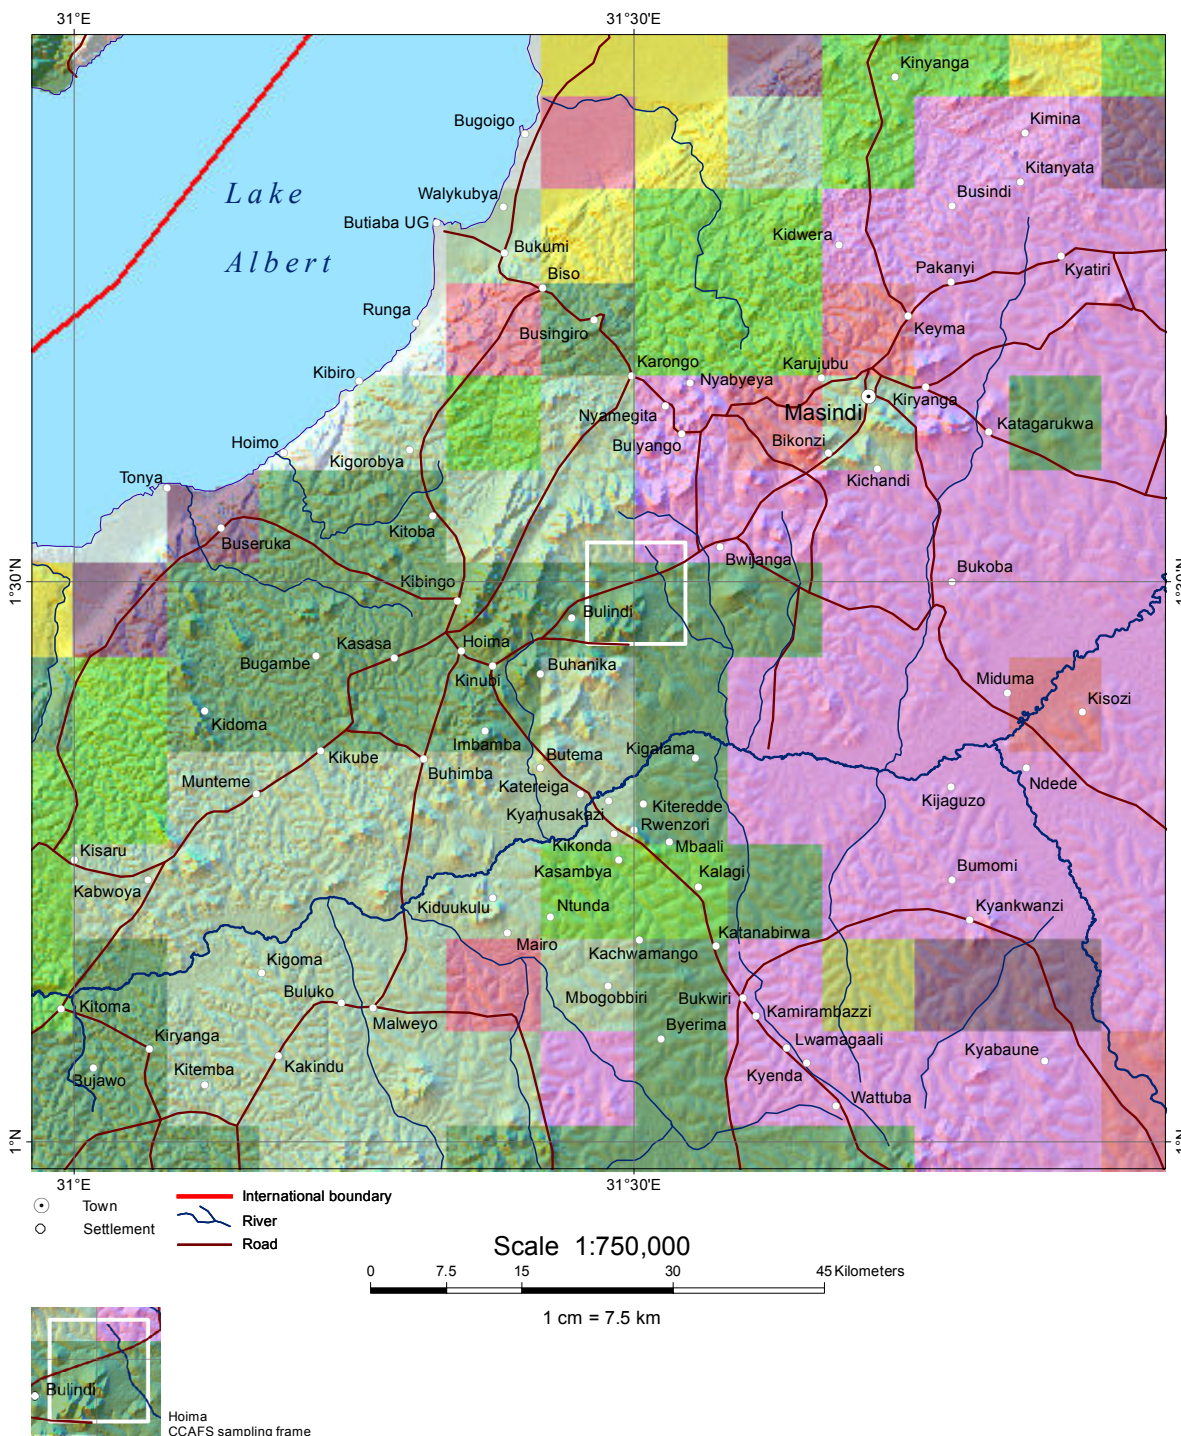 31°E
31°30'E
Kinyanga
Bugoigo
Kimina
Kitanyata
Lake
Walykubya
Busindi
Butiaba UG
Kidwera
Bukumi
Albert
Pakanyi
Kyatiri
Biso
Runga
Busingiro
Keyma
Karongo
Karujubu
Kibiro
Nyabyeya
Kiryanga
Masindi
Nyamegita
Katagarukwa
Hoimo
Bulyango
Bikonzi
Kigorobya
Tonya
Kichandi
Kitoba
Buseruka
Bwijanga
Bukoba
1°30'N
1°30'N
Kibingo
Bulindi
Kasasa
Hoima
Bugambe
Kinubi
Buhanika
Miduma
Kisozi
Kidoma
Imbamba
Butema
Kigalama
Kikube
Buhimba
Munteme
Katereiga
Ndede
Kijaguzo
Kyamusakazi
Kiteredde
Rwenzori
Kikonda
Mbaali
Kisaru
Kasambya
Kalagi
Bumomi
Kabwoya
Kiduukulu
Ntunda
Kyankwanzi
Katanabirwa
Mairo
Kachwamango
Kigoma
Buluko
Mbogobbiri
Bukwiri
Kitoma
Malweyo
Kamirambazzi
Byerima
Kiryanga
Lwamagaali
Kakindu
Kyabaune
Bujawo
Kitemba
Kyenda
Wattuba
1°N
1°N
31°E
31°30'E
Town
Settlement
International boundary
River
Road
Scale 1:750,000
0 7.5 15 30 45 Kilometers
1 cm = 7.5 km
Bulindi
Hoima
CCAFS sampling frame